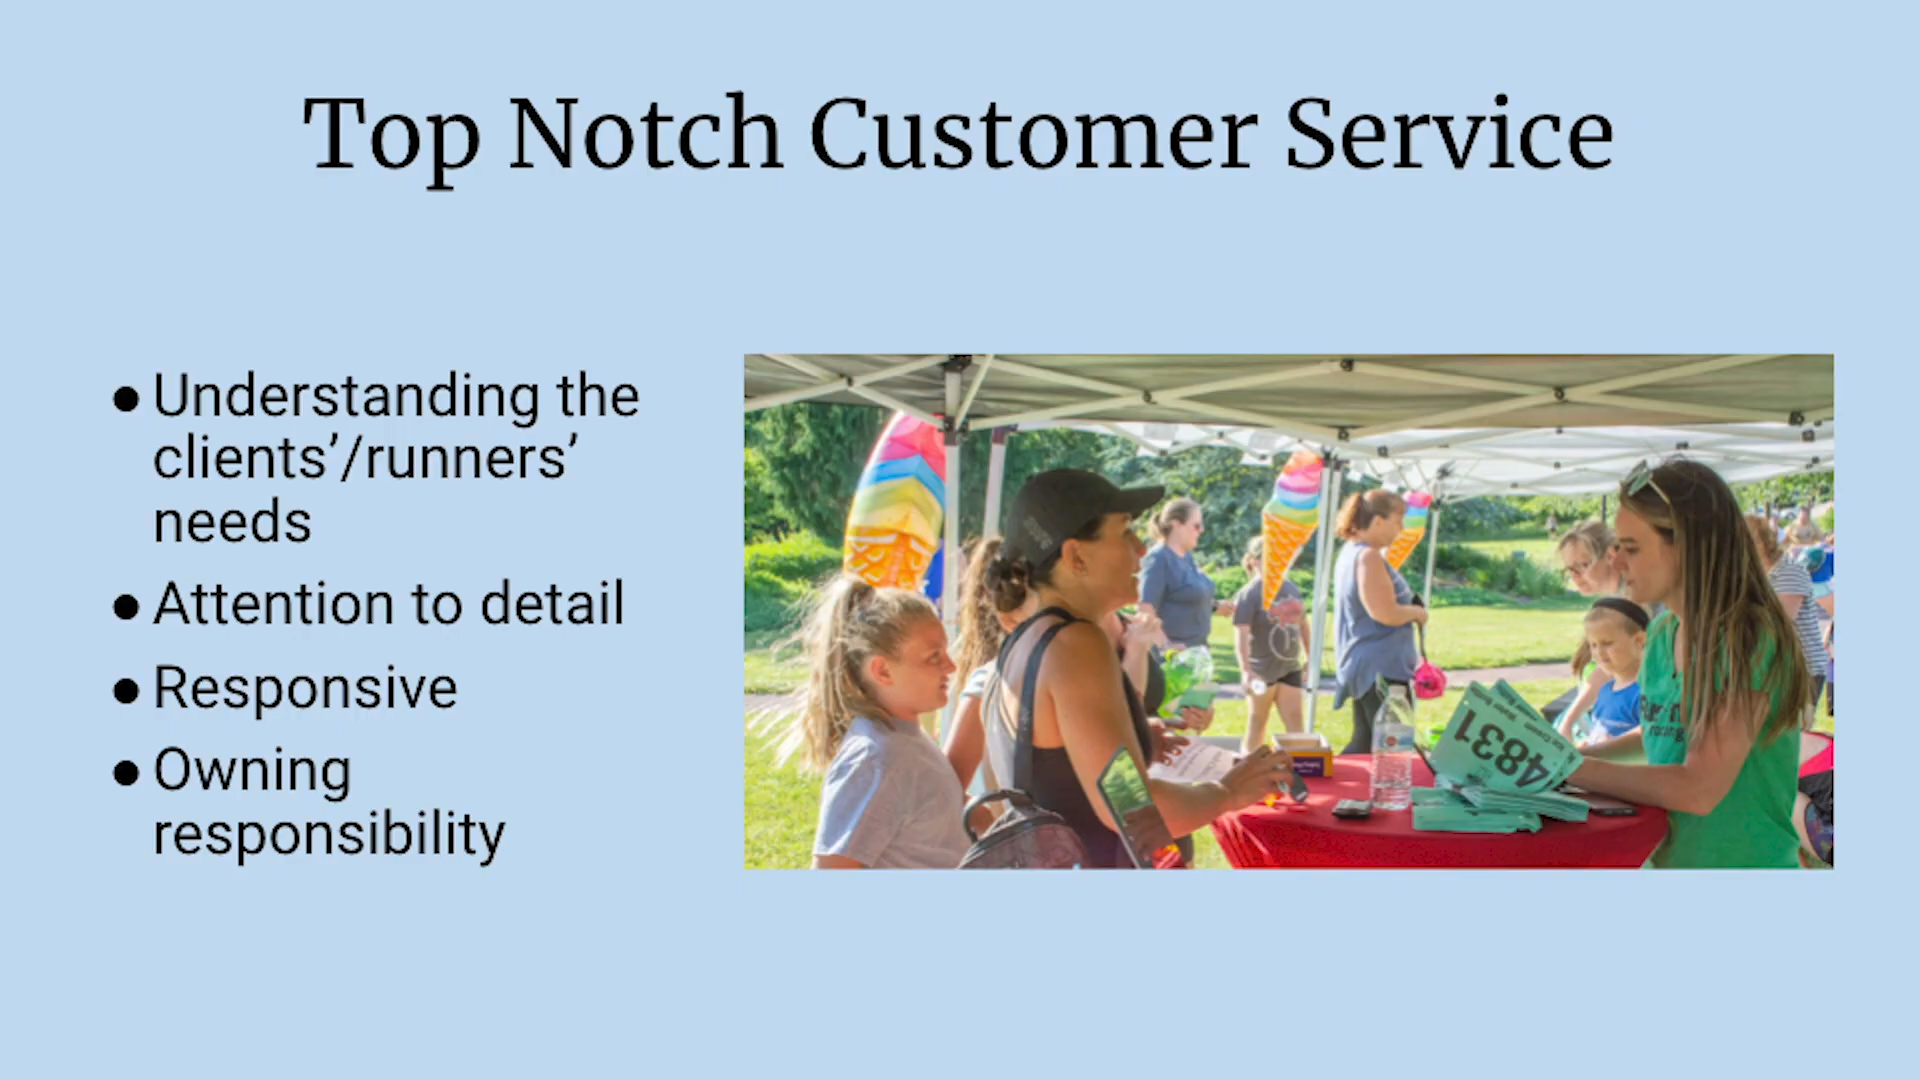 Top Notch Customer Service
● Understanding the
clients’/runners’
needs
● Attention to detail
● Responsive
● Owning
responsibility
4831